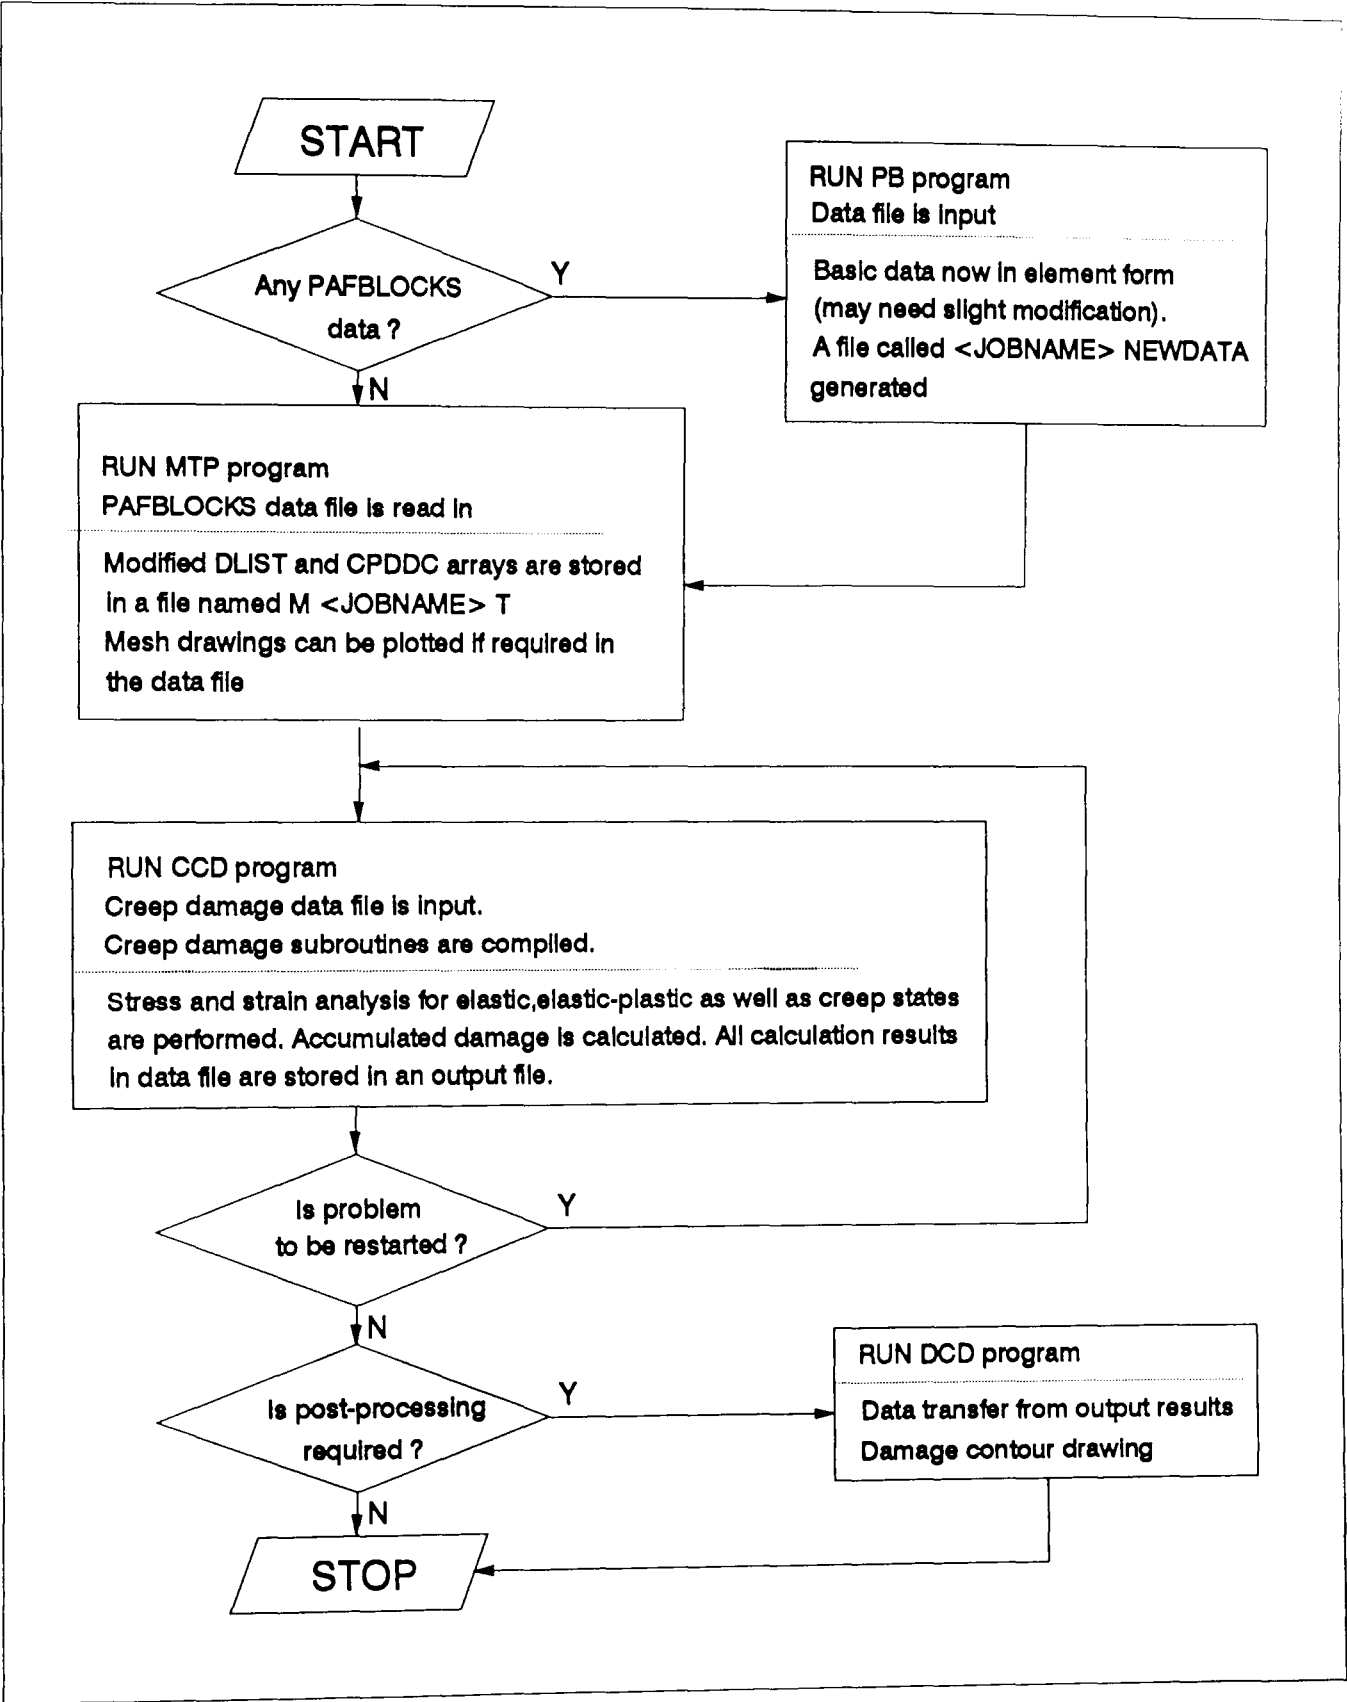 START
Any PAFBLOCKS
data ?
Y
N
RUN PB program
Data file is input
Basic data now in element form
(may need slight modification).
A file called <JOBNAME> NEWDATA
generated
RUN MTP program
PAFBLOCKS data file is read in
Modified DLIST and CPDDC arrays are stored
in a file named M <JOBNAME> T
Mesh drawings can be plotted if required in
the data file
RUN CCD program
Creep damage data file is input.
Creep damage subroutines are compiled.
Stress and strain analysis for elastic,elastic-plastic as well as creep states
are performed. Accumulated damage is calculated. All calculation results
in data file are stored in an output file.
Is problem
to be restarted ?
Y
N
Is post-processing
required ?
Y
N
RUN DCD program
Data transfer from output results
Damage contour drawing
STOP